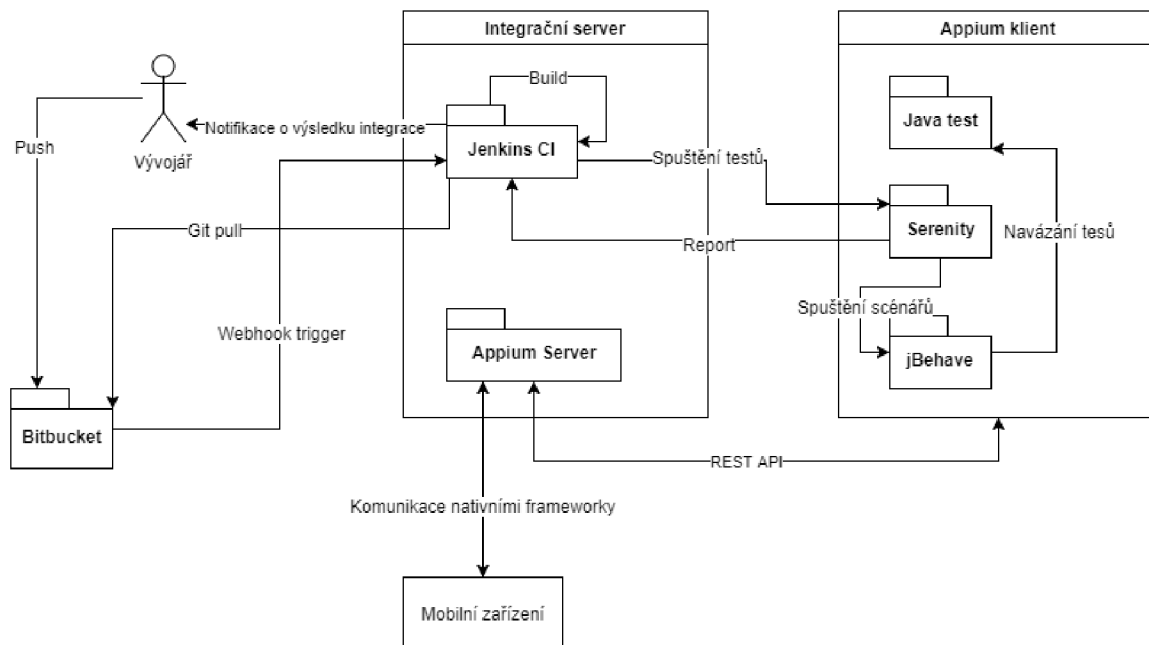 Integrační server
Appium klient
Build
Java test
Push
Notifikace o výsledku integrace
Vývojář
Jenkins CI
Spuštění testů
Git pull
Report
Serenity
Navázání tesů
Webhook trigger
Spuštění scénářů
Appium Server
jBehave
Bitbucket
REST API
Komunikace nativními frameworky
Mobilní zařízení